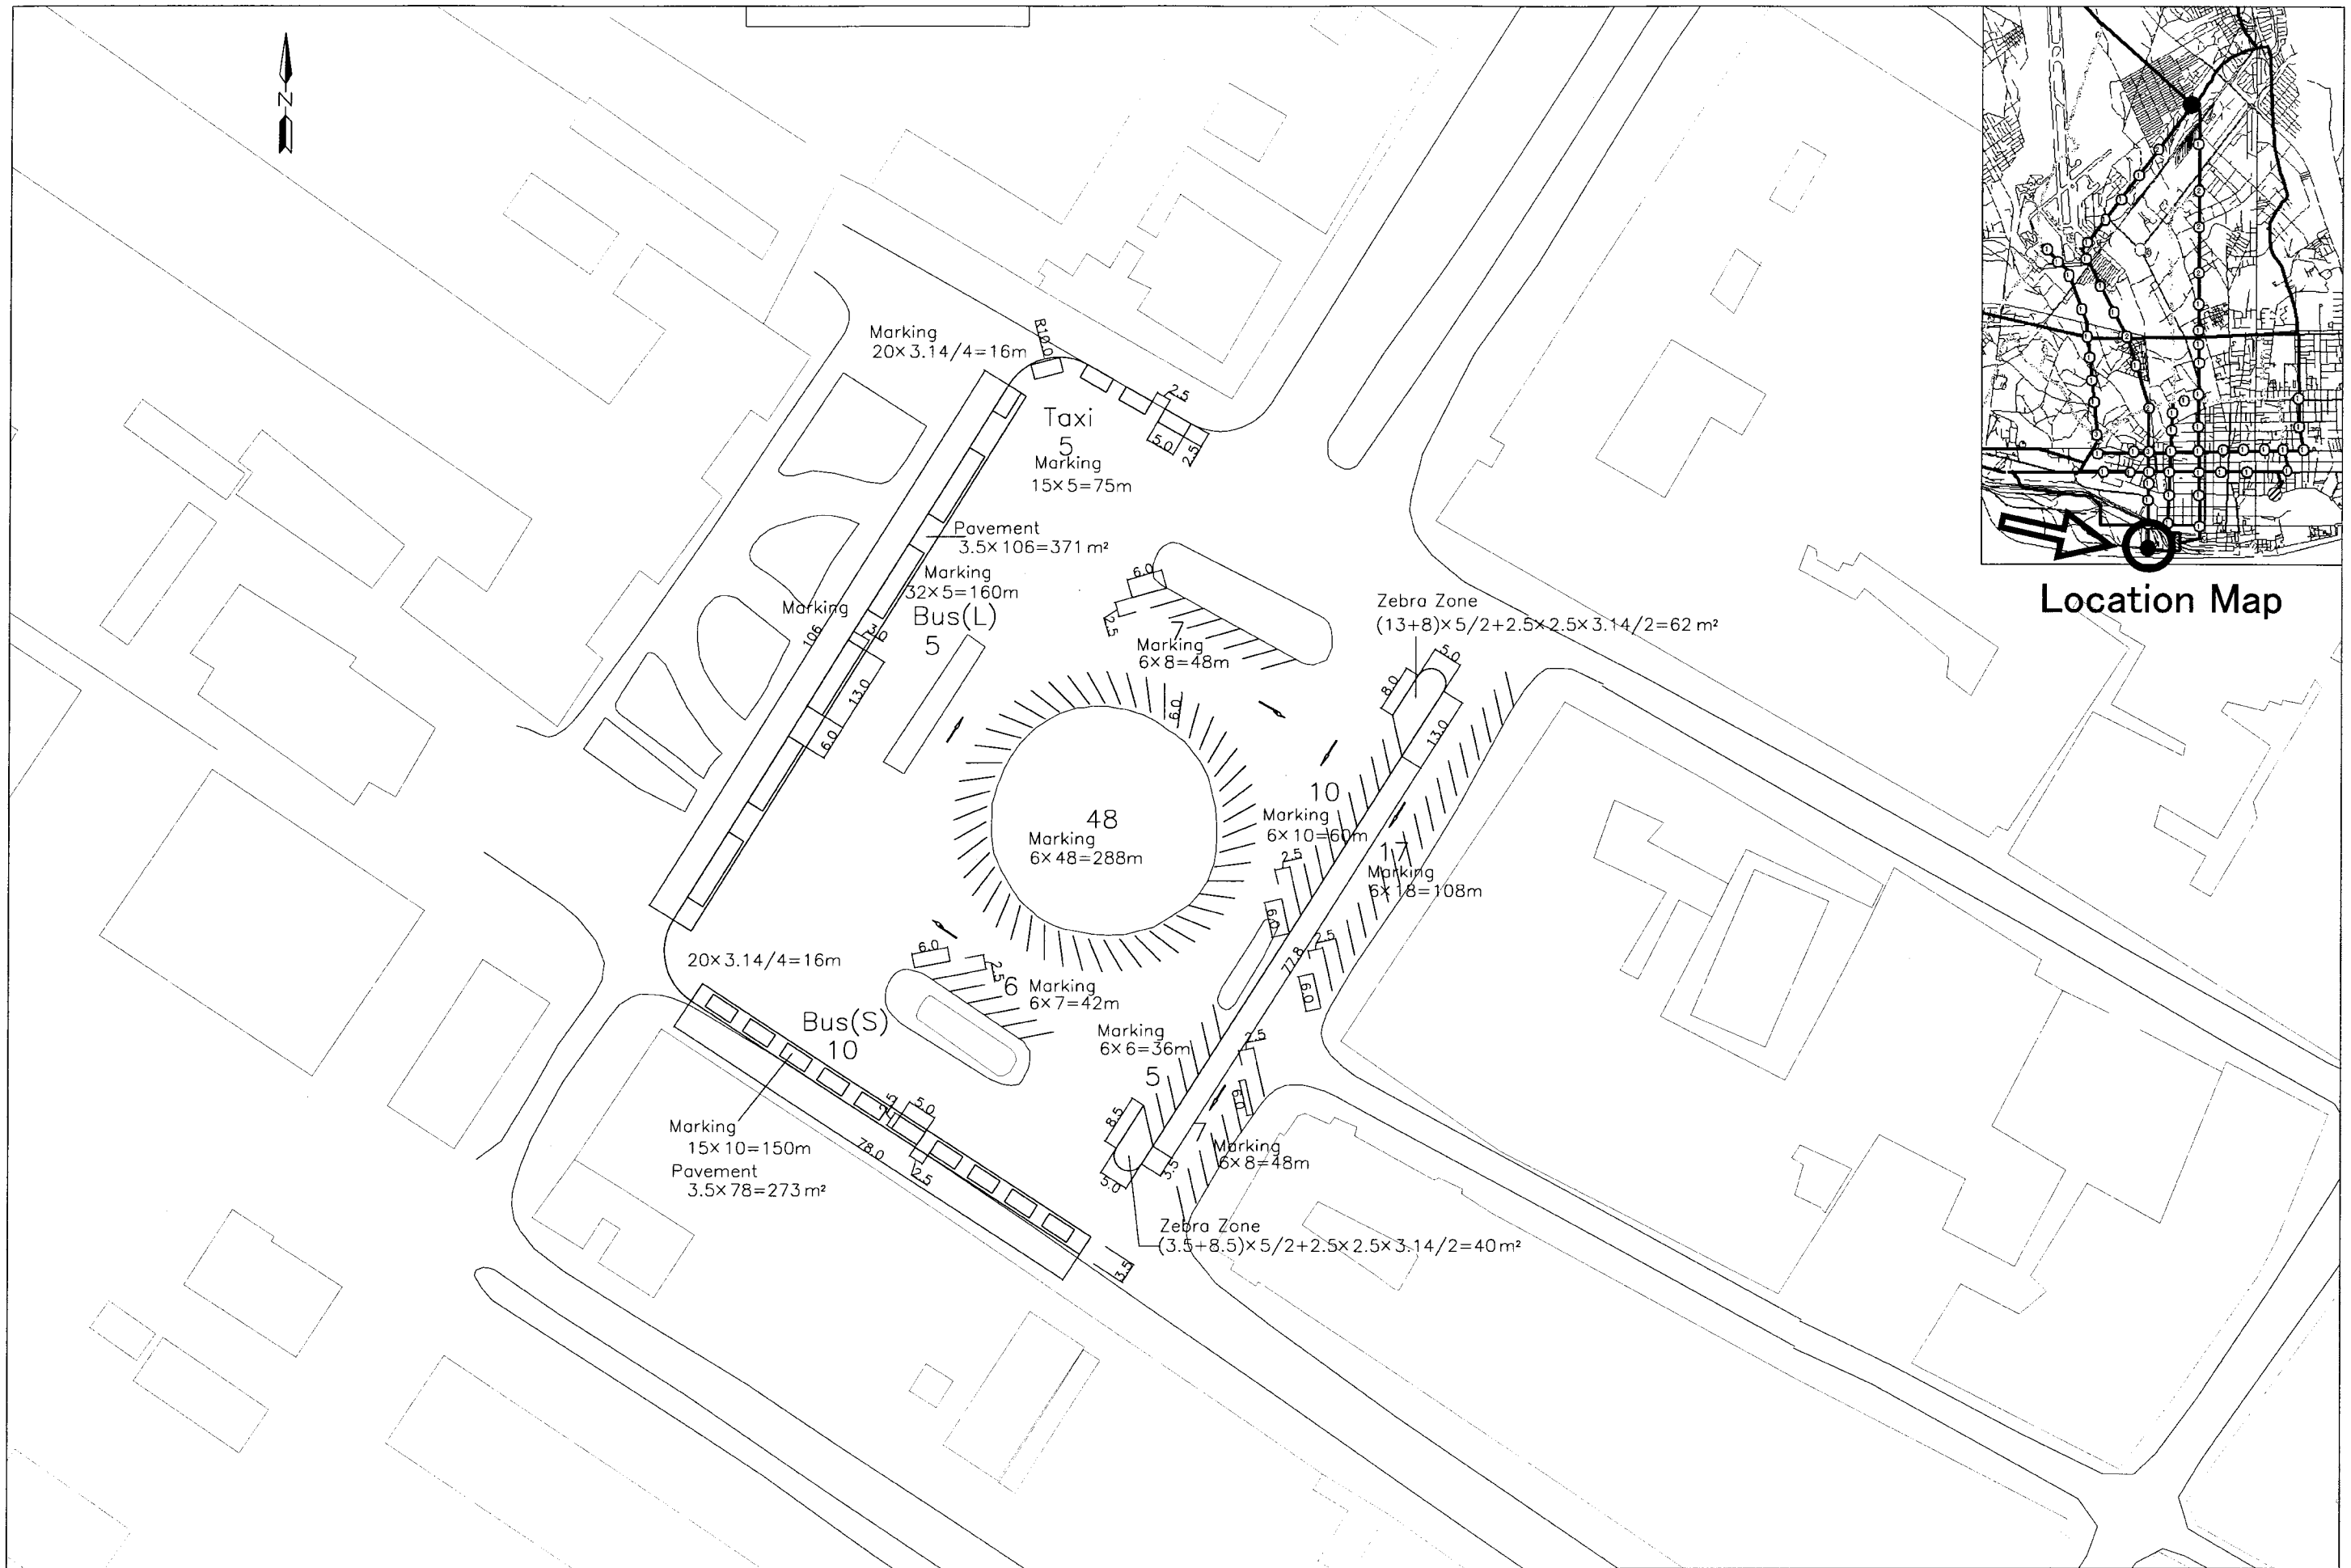 N
Location Map
Marking
20×3.14/4=16m
R10.0
2.5
Taxi
5
5.0
2.5
Marking
15×5=75m
Pavement
3.5×106=371m²
Marking
32×5=160m
Bus(L)
5
Marking
106
3.0
13.0
6.0
6.0
2.5
7
Marking
6×8=48m
Zebra Zone
(13+8)×5/2+2.5×2.5×3.14/2=62m²
5.0
8.0
13.0
6.0
48
Marking
6×48=288m
10
Marking
6×10=60m
2.5
6.0
17
Marking
6×18=108m
2.5
77.8
6.0
20×3.14/4=16m
6.0
2.5
6
Marking
6×7=42m
Bus(S)
10
Marking
6×6=36m
5
2.5
6.0
8.5
5.0
3.5
7
Marking
6×8=48m
2.5
5.0
Marking
15×10=150m
Pavement
3.5×78=273m²
78.0
2.5
Zebra Zone
(3.5+8.5)×5/2+2.5×2.5×3.14/2=40m²
3.5